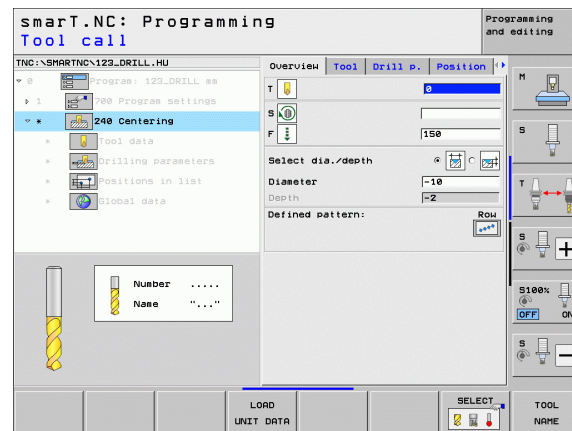 smarT.NC: Programming
Tool call
Programming
and editing
TNC:\SMARTNC\123_DRILL.HU
0 Program: 123_DRILL mm
1 700 Program settings
* 240 Centering
* Tool data
* Drilling parameters
* Positions in list
* Global data
Overview Tool Drill p. Position
T 0
S
F 150
Select dia./depth
Diameter -10
Depth -2
Defined pattern: Row
Number .....
Name "..."
M
S
T
S
S100%
OFF ON
S
LOAD
UNIT DATA
SELECT
TOOL
NAME